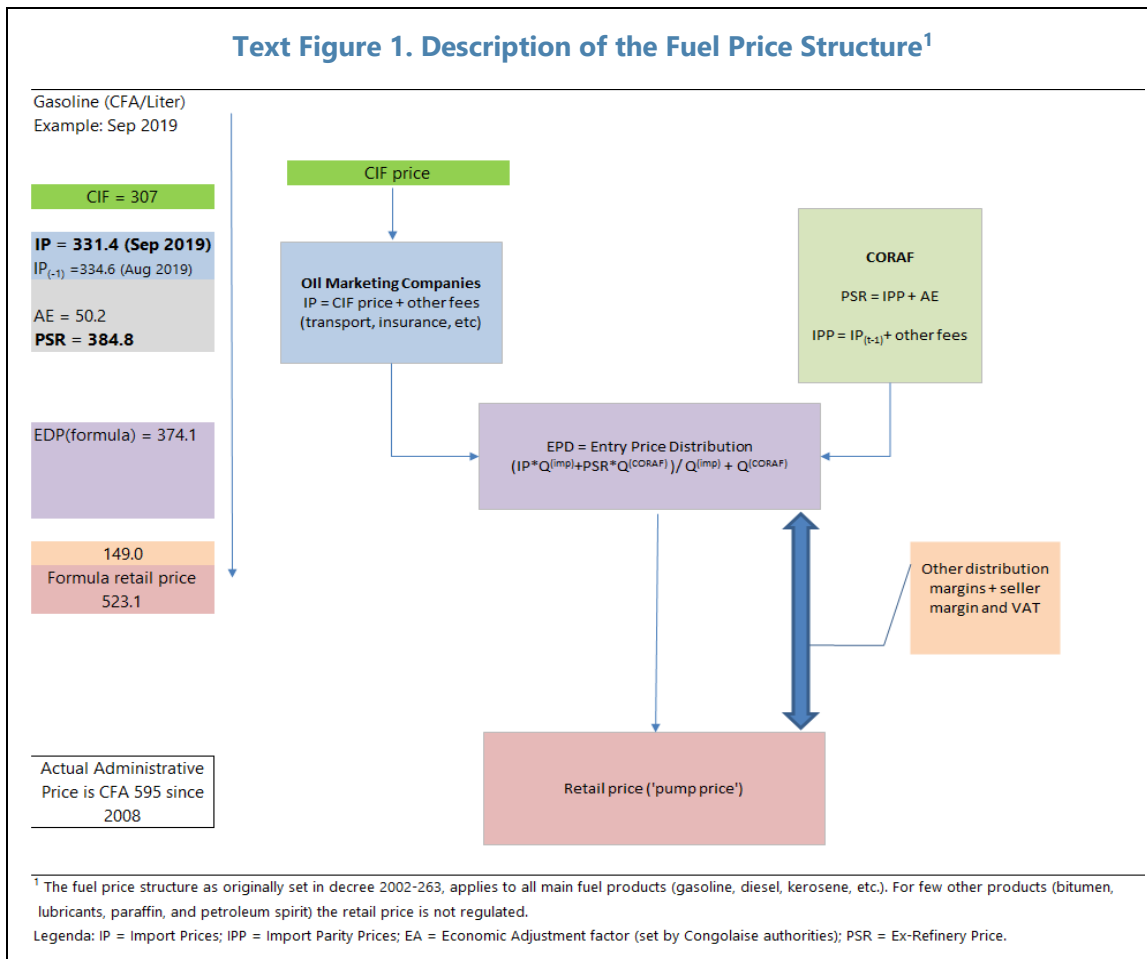 Text Figure 1. Description of the Fuel Price Structure¹
Gasoline (CFA/Liter)
Example: Sep 2019
CIF = 307
IP = 331.4 (Sep 2019)
IP(-1) =334.6 (Aug 2019)
AE = 50.2
PSR = 384.8
EDP(formula) = 374.1
149.0
Formula retail price
523.1
Actual Administrative
Price is CFA 595 since
2008
CIF price
OIl Marketing Companies
IP = CIF price + other fees
(transport, insurance, etc)
CORAF
PSR = IPP + AE
IPP = IP(t-1)+ other fees
EPD = Entry Price Distribution
(IP*Q(imp)+PSR*Q(CORAF))/ Q(imp) + Q(CORAF)
Other distribution
margins + seller
margin and VAT
Retail price ('pump price')
¹ The fuel price structure as originally set in decree 2002-263, applies to all main fuel products (gasoline, diesel, kerosene, etc.). For few other products (bitumen,
lubricants, paraffin, and petroleum spirit) the retail price is not regulated.
Legenda: IP = Import Prices; IPP = Import Parity Prices; EA = Economic Adjustment factor (set by Congolaise authorities); PSR = Ex-Refinery Price.